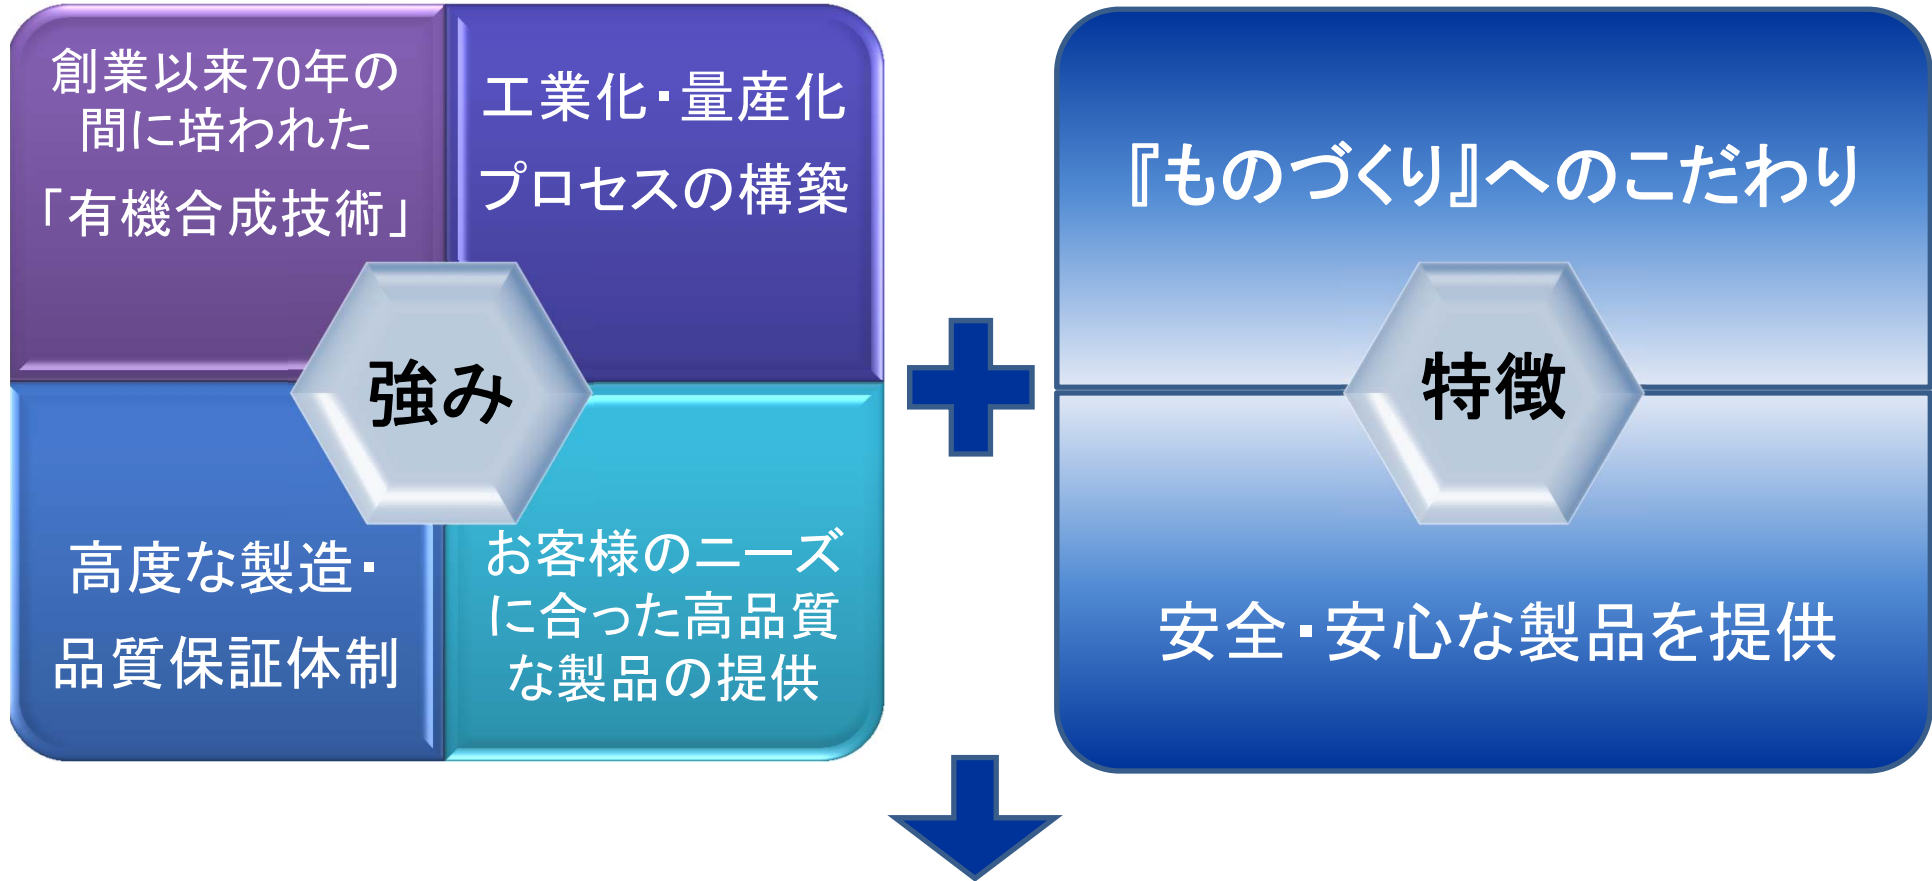 創業以来70年の
間に培われた
「有機合成技術」
工業化・量産化
プロセスの構築
強み
高度な製造・
品質保証体制
お客様のニーズ
に合った高品質
な製品の提供
『ものづくり』へのこだわり
特徴
安全・安心な製品を提供